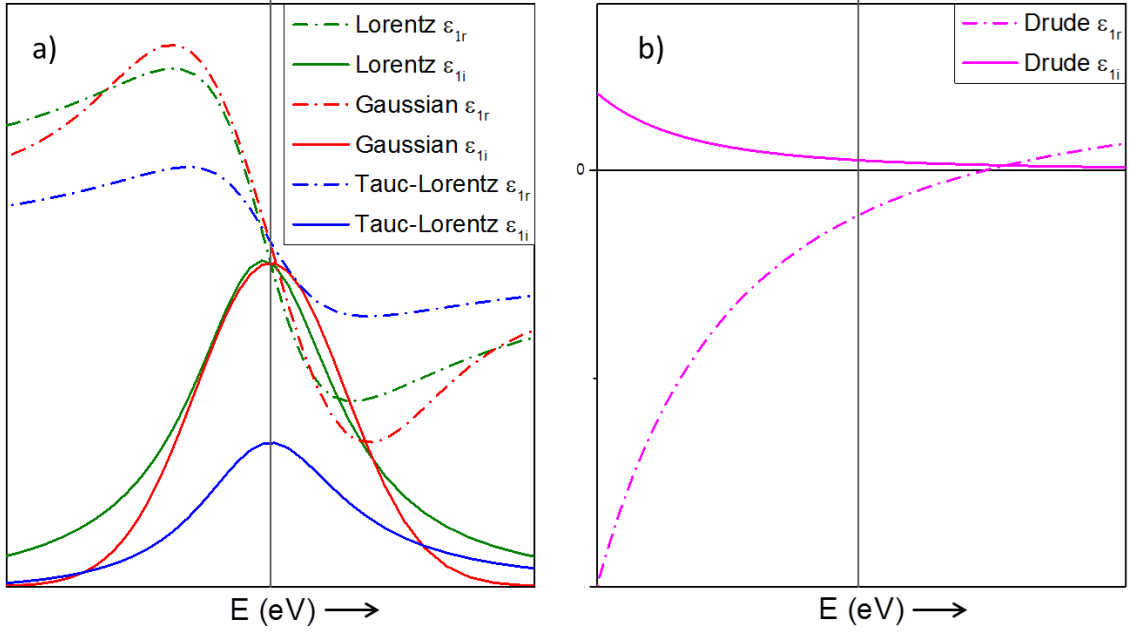 a)
Lorentz ε1r
Lorentz ε1i
Gaussian ε1r
Gaussian ε1i
Tauc-Lorentz ε1r
Tauc-Lorentz ε1i
E (eV) →
b)
Drude ε1r
Drude ε1i
0
E (eV) →